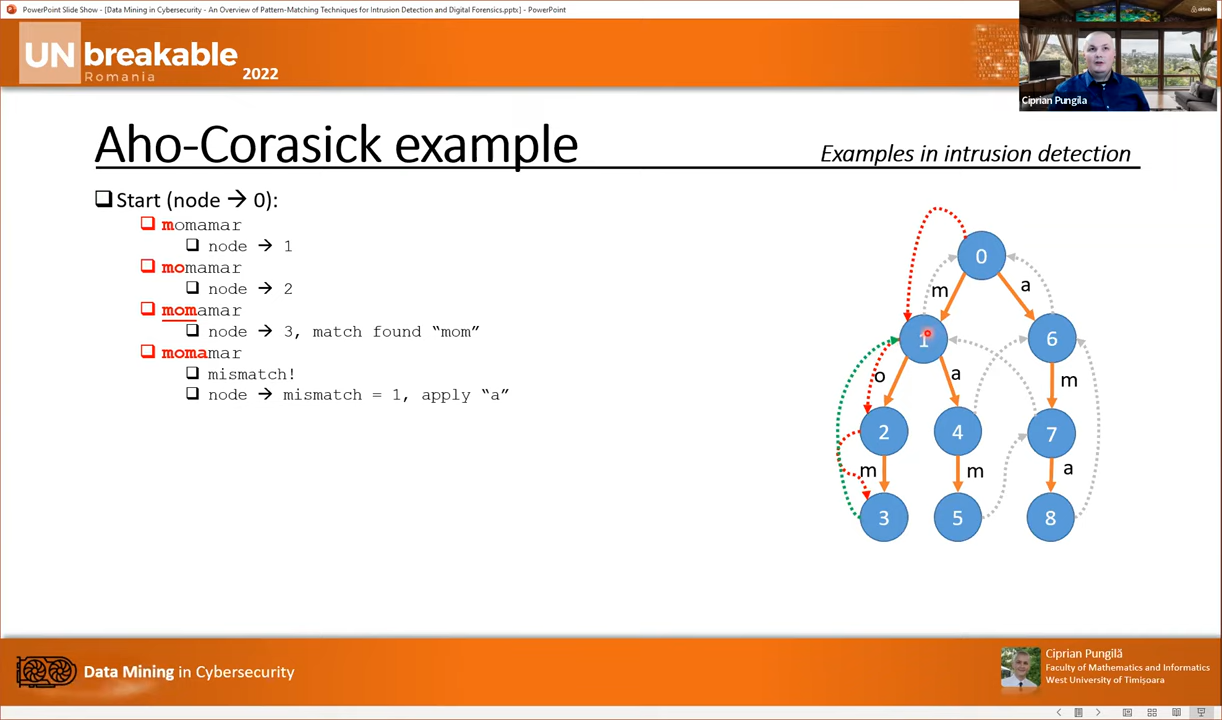 PowerPoint Slide Show - [Data Mining in Cybersecurity - An Overview of Pattern-Matching Techniques for Intrusion Detection and Digital Forensics.pptx] - PowerPoint
UNbreakable
Romania
2022
airbnb
Ciprian Pungila
Aho-Corasick example
Examples in intrusion detection
Start (node → 0):
momamar
node → 1
momamar
node → 2
momamar
node → 3, match found “mom”
momamar
mismatch!
node → mismatch = 1, apply “a”
0
m
a
1
6
o
a
m
2
4
7
m
m
a
3
5
8
Data Mining in Cybersecurity
Ciprian Pungilă
Faculty of Mathematics and Informatics
West University of Timișoara